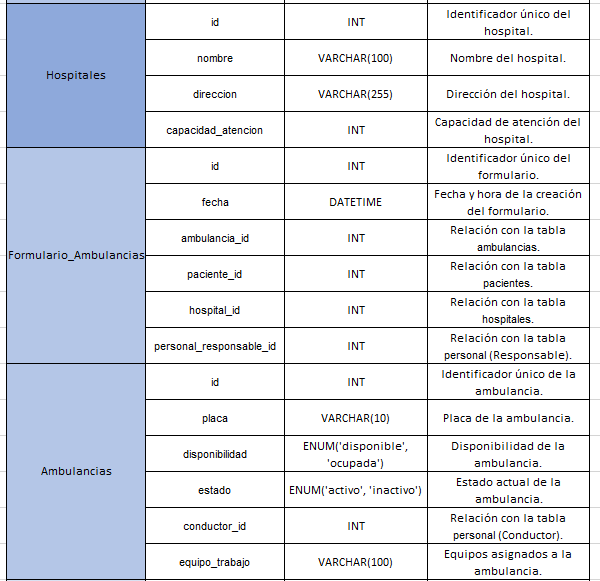 Hospitales
id
INT
Identificador único del
hospital.
nombre
VARCHAR(100)
Nombre del hospital.
direccion
VARCHAR(255)
Dirección del hospital.
capacidad_atencion
INT
Capacidad de atención del
hospital.
Formulario_Ambulancias
id
INT
Identificador único del
formulario.
fecha
DATETIME
Fecha y hora de la creación
del formulario.
ambulancia_id
INT
Relación con la tabla
ambulancias.
paciente_id
INT
Relación con la tabla
pacientes.
hospital_id
INT
Relación con la tabla
hospitales.
personal_responsable_id
INT
Relación con la tabla
personal (Responsable).
Ambulancias
id
INT
Identificador único de la
ambulancia.
placa
VARCHAR(10)
Placa de la ambulancia.
disponibilidad
ENUM('disponible',
'ocupada')
Disponibilidad de la
ambulancia.
estado
ENUM('activo', 'inactivo')
Estado actual de la
ambulancia.
conductor_id
INT
Relación con la tabla
personal (Conductor).
equipo_trabajo
VARCHAR(100)
Equipos asignados a la
ambulancia.